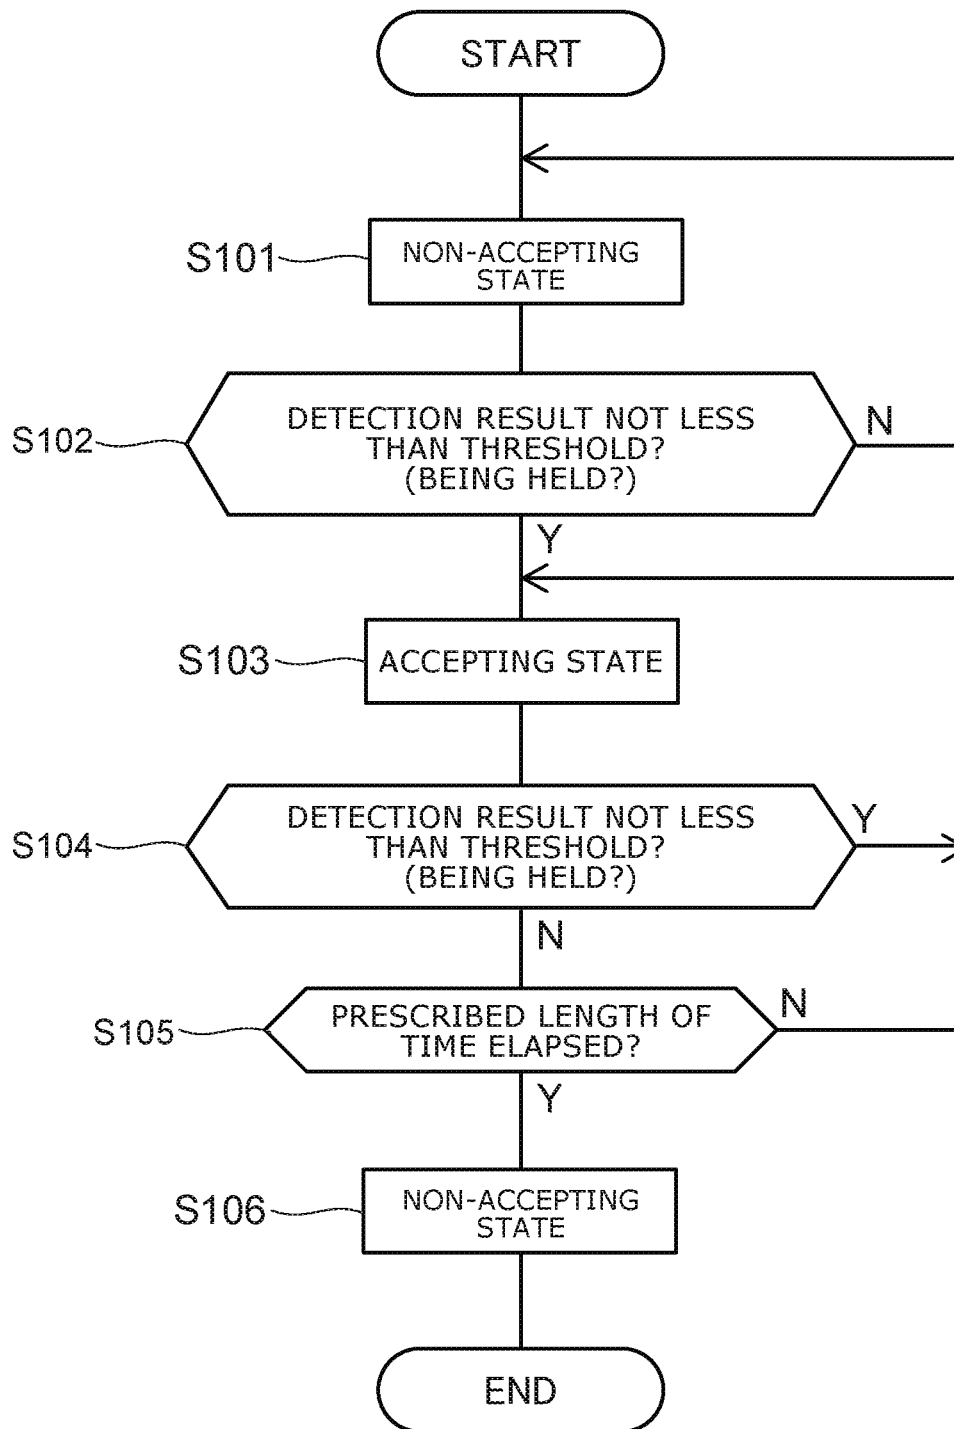 START
S101
NON-ACCEPTING
STATE
S102
DETECTION RESULT NOT LESS
THAN THRESHOLD?
(BEING HELD?)
N
Y
S103
ACCEPTING STATE
S104
DETECTION RESULT NOT LESS
THAN THRESHOLD?
(BEING HELD?)
Y
N
S105
PRESCRIBED LENGTH OF
TIME ELAPSED?
N
Y
S106
NON-ACCEPTING
STATE
END